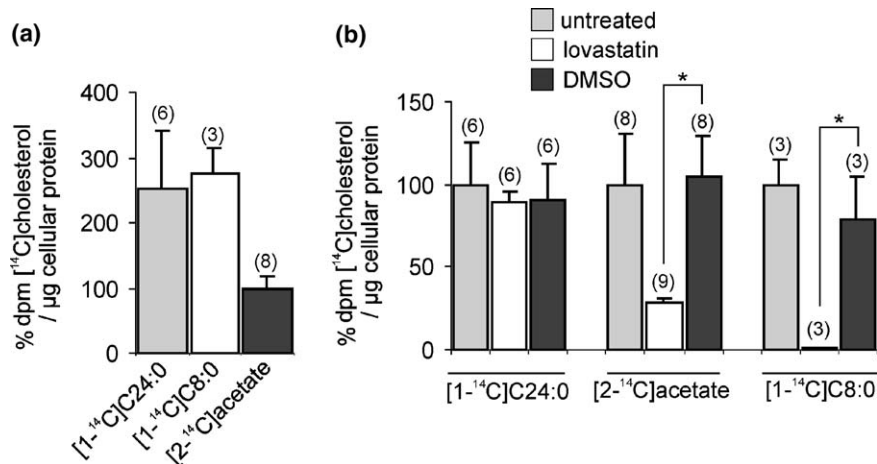 (a)
% dpm [¹⁴C]cholesterol
/ µg cellular protein
400
300
200
100
0
(6)
(3)
(8)
[1-¹⁴C]C24:0
[1-¹⁴C]C8:0
[2-¹⁴C]acetate
(b)
untreated
lovastatin
DMSO
% dpm [¹⁴C]cholesterol
/ µg cellular protein
150
100
50
0
(6)
(6)
(6)
(8)
(9)
(8)
*
(3)
(3)
(3)
*
[1-¹⁴C]C24:0
[2-¹⁴C]acetate
[1-¹⁴C]C8:0